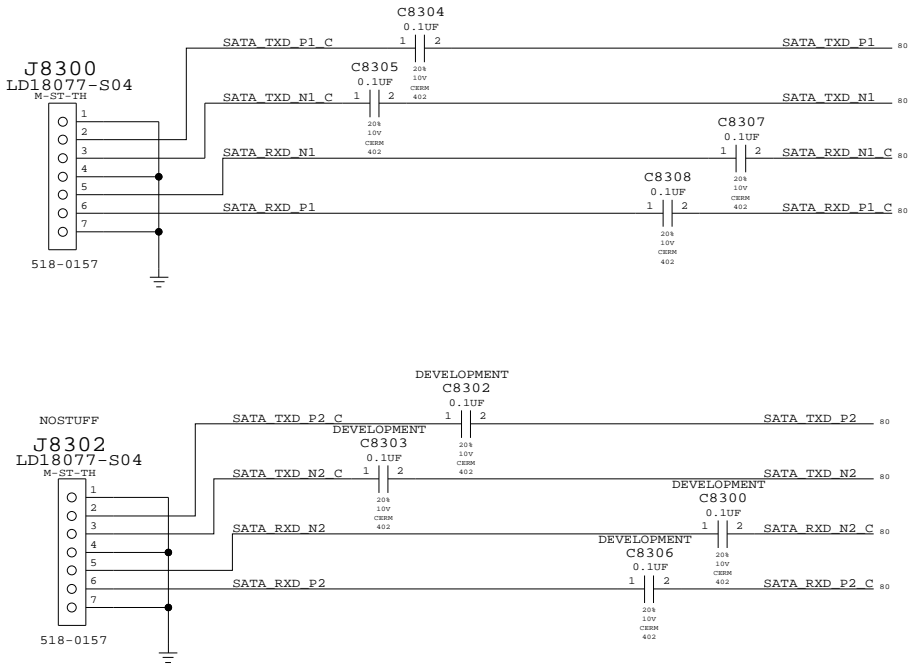 C8304
0.1UF
SATA_TXD_P1_C 1 2 SATA_TXD_P1 80
20%
10V
CERM
402
C8305
0.1UF
J8300
LD18077-S04
M-ST-TH
SATA_TXD_N1_C 1 2 SATA_TXD_N1 80
20%
10V
CERM
402
C8307
0.1UF
SATA_RXD_N1 1 2 SATA_RXD_N1_C 80
20%
10V
CERM
402
C8308
0.1UF
SATA_RXD_P1 1 2 SATA_RXD_P1_C 80
20%
10V
CERM
402
1
2
3
4
5
6
7
518-0157
DEVELOPMENT
C8302
0.1UF
SATA_TXD_P2_C 1 2 SATA_TXD_P2 80
20%
10V
CERM
402
NOSTUFF
J8302
LD18077-S04
M-ST-TH
DEVELOPMENT
C8303
0.1UF
SATA_TXD_N2_C 1 2 SATA_TXD_N2 80
20%
10V
CERM
402
DEVELOPMENT
C8300
0.1UF
SATA_RXD_N2 1 2 SATA_RXD_N2_C 80
20%
10V
CERM
402
DEVELOPMENT
C8306
0.1UF
SATA_RXD_P2 1 2 SATA_RXD_P2_C 80
20%
10V
CERM
402
1
2
3
4
5
6
7
518-0157